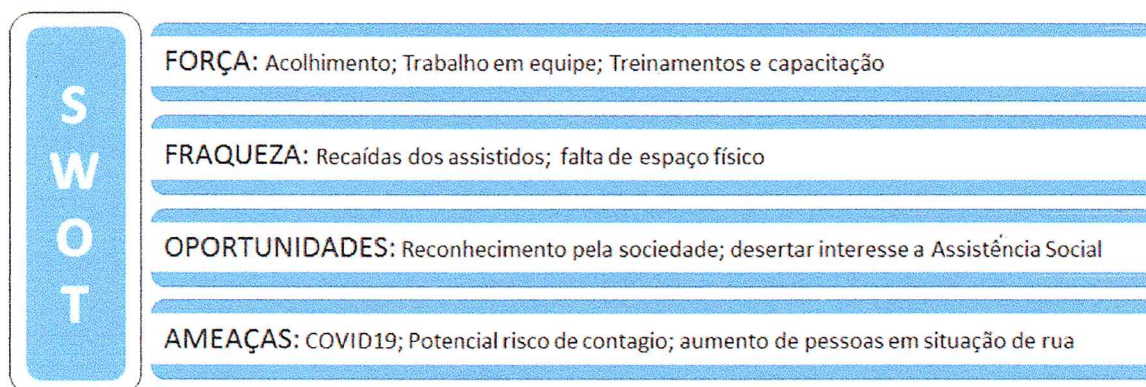 S
W
O
T
FORÇA: Acolhimento; Trabalho em equipe; Treinamentos e capacitação
FRAQUEZA: Recaídas dos assistidos; falta de espaço físico
OPORTUNIDADES: Reconhecimento pela sociedade; desertar interesse a Assistência Social
AMEAÇAS: COVID19; Potencial risco de contagio; aumento de pessoas em situação de rua